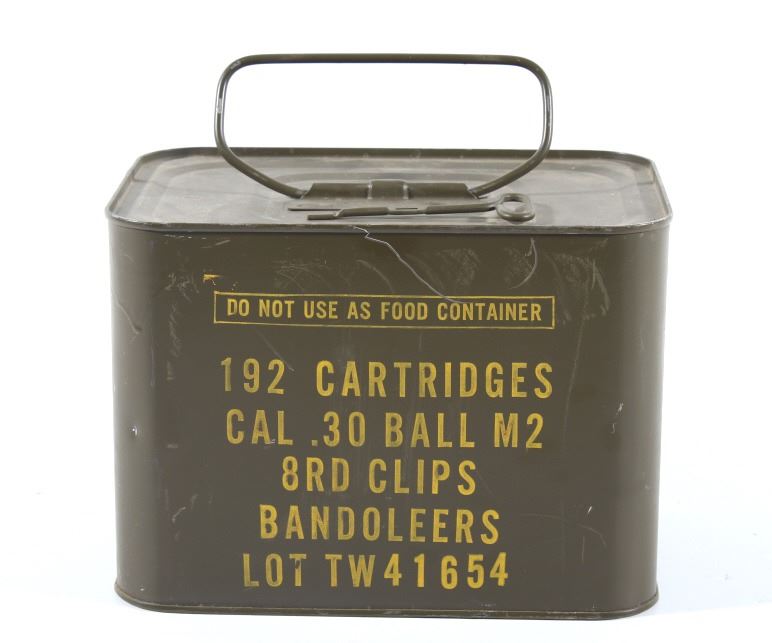 DO NOT USE AS FOOD CONTAINER
192 CARTRIDGES
CAL .30 BALL M2
8RD CLIPS
BANDOLEERS
LOT TW41654